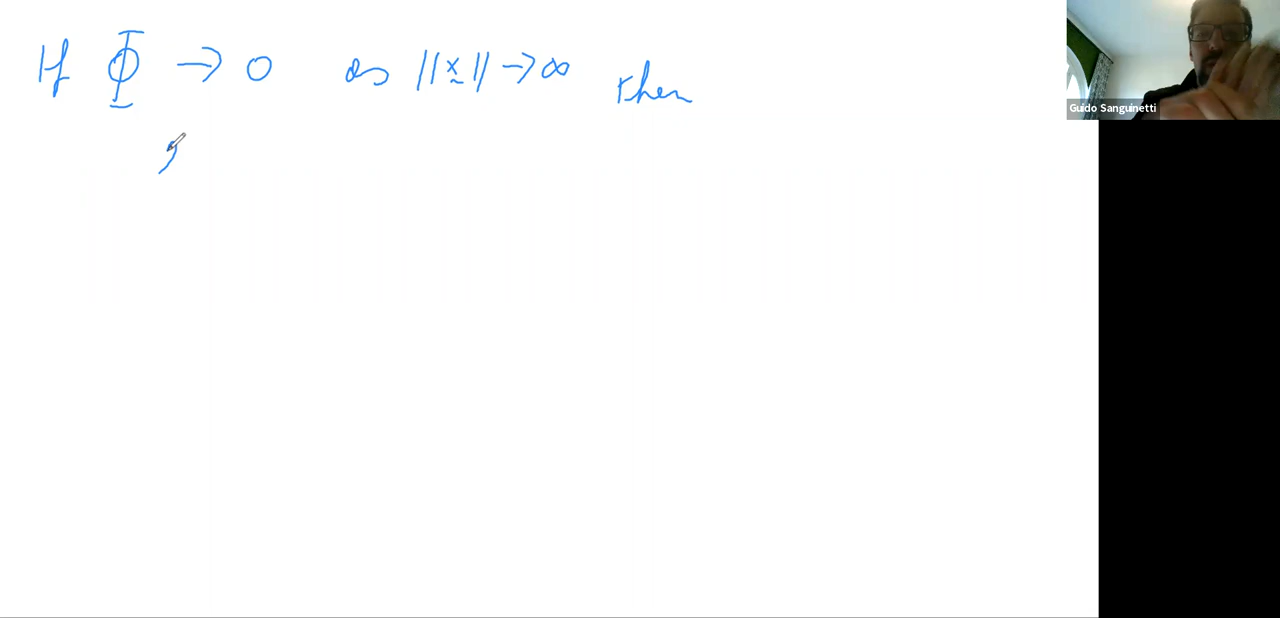 If Φ → 0 as ||x̰|| → ∞ then
Guido Sanguinetti